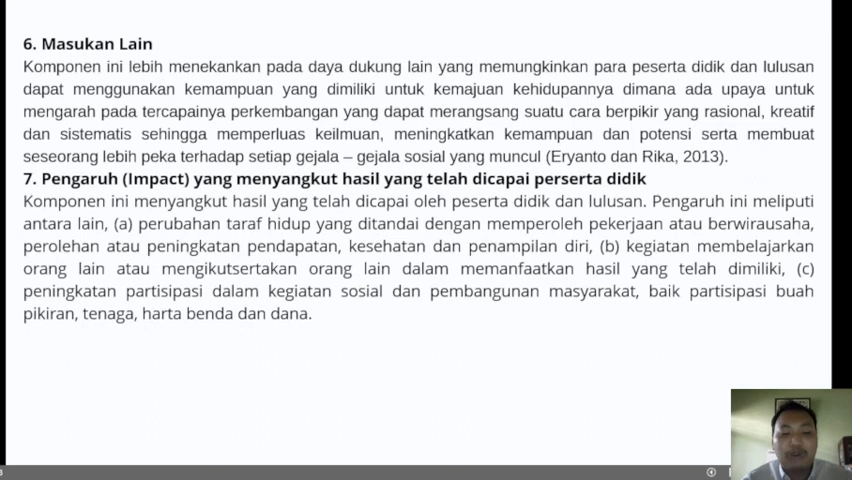 6. Masukan Lain
Komponen ini lebih menekankan pada daya dukung lain yang memungkinkan para peserta didik dan lulusan
dapat menggunakan kemampuan yang dimiliki untuk kemajuan kehidupannya dimana ada upaya untuk
mengarah pada tercapainya perkembangan yang dapat merangsang suatu cara berpikir yang rasional, kreatif
dan sistematis sehingga memperluas keilmuan, meningkatkan kemampuan dan potensi serta membuat
seseorang lebih peka terhadap setiap gejala – gejala sosial yang muncul (Eryanto dan Rika, 2013).
7. Pengaruh (Impact) yang menyangkut hasil yang telah dicapai perserta didik
Komponen ini menyangkut hasil yang telah dicapai oleh peserta didik dan lulusan. Pengaruh ini meliputi
antara lain, (a) perubahan taraf hidup yang ditandai dengan memperoleh pekerjaan atau berwirausaha,
perolehan atau peningkatan pendapatan, kesehatan dan penampilan diri, (b) kegiatan membelajarkan
orang lain atau mengikutsertakan orang lain dalam memanfaatkan hasil yang telah dimiliki, (c)
peningkatan partisipasi dalam kegiatan sosial dan pembangunan masyarakat, baik partisipasi buah
pikiran, tenaga, harta benda dan dana.